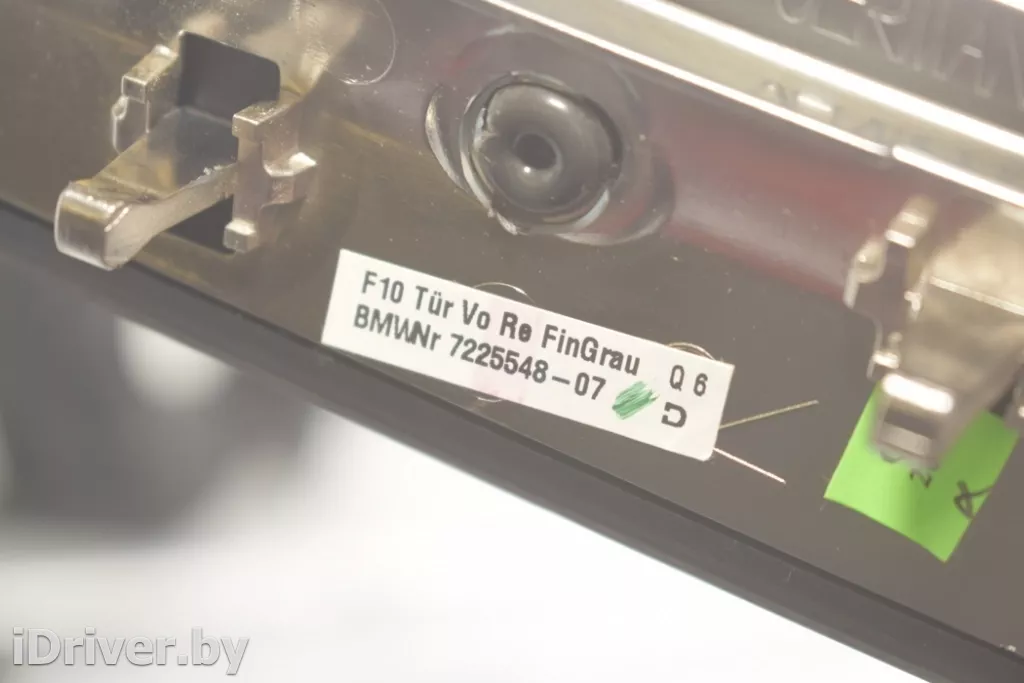 F10 Tür Vo Re FinGrau Q 6
BMWNr 7225548-07 D
iDriver.by